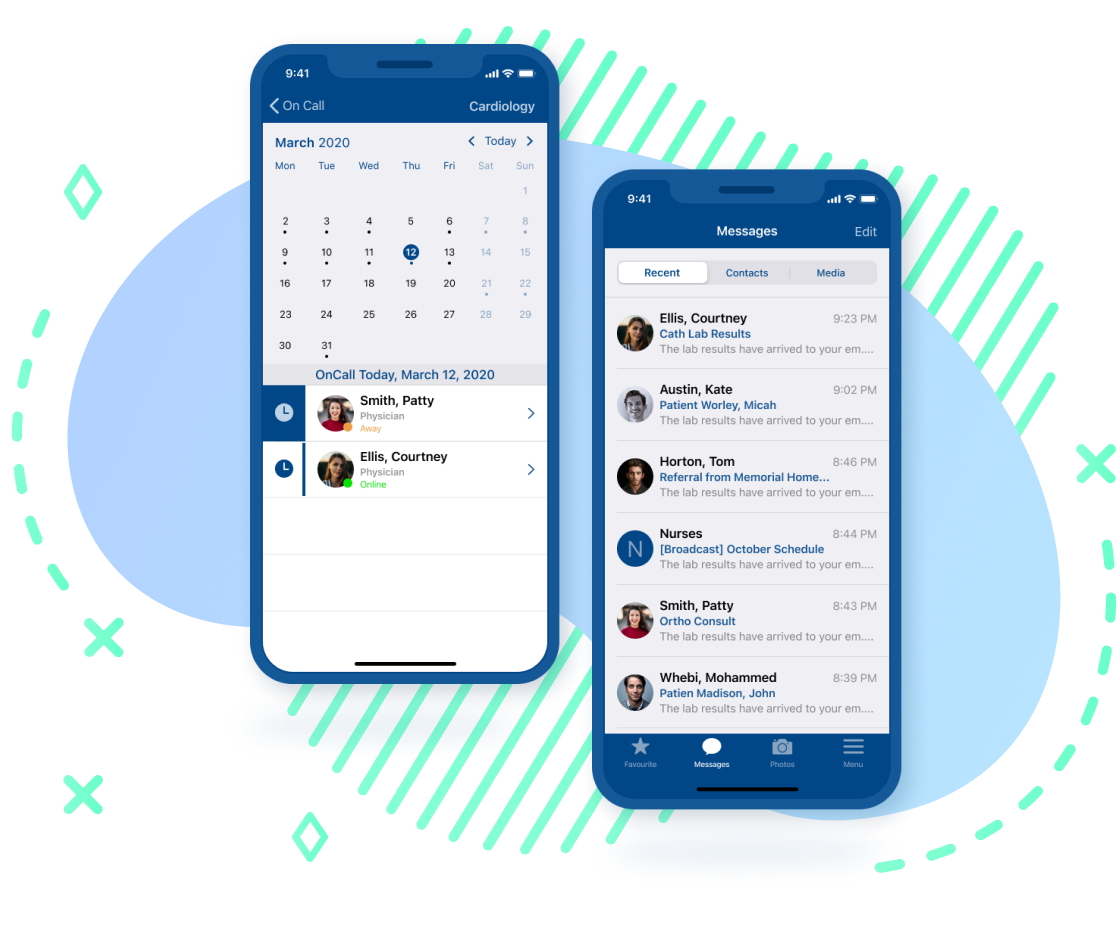 9:41
On Call Cardiology
March 2020 Today
Mon Tue Wed Thu Fri Sat Sun
1
2 3 4 5 6 7 8
9 10 11 12 13 14 15
16 17 18 19 20 21 22
23 24 25 26 27 28 29
30 31
OnCall Today, March 12, 2020
Smith, Patty
Physician
Away
Ellis, Courtney
Physician
Online
9:41
Messages Edit
Recent Contacts Media
Ellis, Courtney 9:23 PM
Cath Lab Results
The lab results have arrived to your em....
Austin, Kate 9:02 PM
Patient Worley, Micah
The lab results have arrived to your em....
Horton, Tom 8:46 PM
Referral from Memorial Home...
The lab results have arrived to your em....
N
Nurses 8:44 PM
[Broadcast] October Schedule
The lab results have arrived to your em....
Smith, Patty 8:43 PM
Ortho Consult
The lab results have arrived to your em....
Whebi, Mohammed 8:39 PM
Patien Madison, John
The lab results have arrived to your em....
Favourite Messages Photos Menu